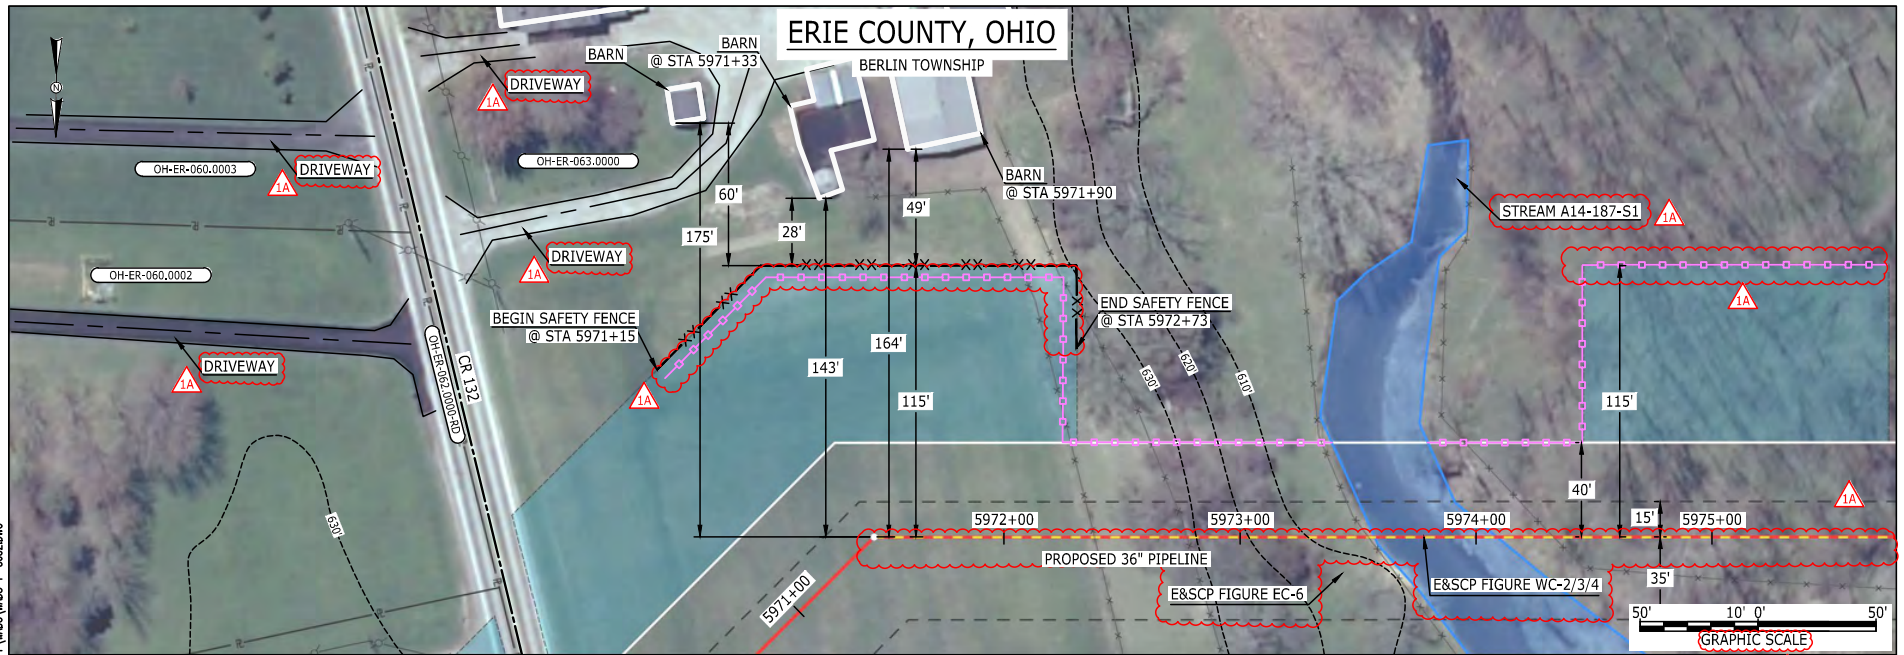 ERIE COUNTY, OHIO
BERLIN TOWNSHIP
N
BARN
BARN
@ STA 5971+33
DRIVEWAY
1A
OH-ER-060.0003
DRIVEWAY
1A
OH-ER-063.0000
60'
175'
28'
49'
BARN
@ STA 5971+90
STREAM A14-187-S1
1A
OH-ER-060.0002
DRIVEWAY
1A
BEGIN SAFETY FENCE
@ STA 5971+15
END SAFETY FENCE
@ STA 5972+73
1A
DRIVEWAY
1A
CR 132
OH-ER-062.0000-RD
1A
143'
164'
115'
630'
620'
610'
115'
40'
15'
35'
1A
630'
5971+00
5972+00
5973+00
5974+00
5975+00
PROPOSED 36" PIPELINE
E&SCP FIGURE EC-6
E&SCP FIGURE WC-2/3/4
50' 10' 0' 50'
GRAPHIC SCALE